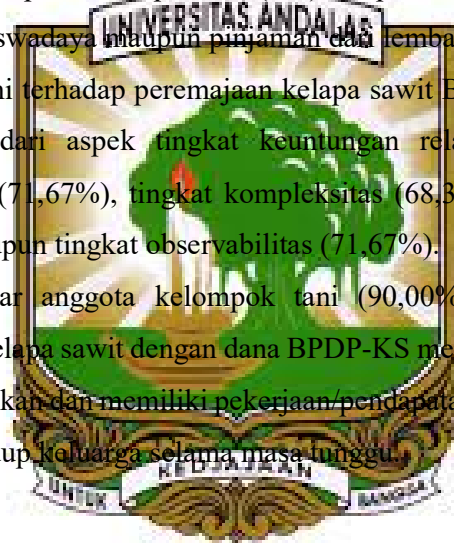 UNIVERSITAS ANDALAS
swadaya maupun pinjaman dari lemba
ni terhadap peremajaan kelapa sawit B
dari aspek tingkat keuntungan rela
(71,67%), tingkat kompleksitas (68,3
pun tingkat observabilitas (71,67%).
ar anggota kelompok tani (90,00%
elapa sawit dengan dana BPDP-KS me
kan dan memiliki pekerjaan/pendapata
up keluarga selama masa tunggu.
KEDJAJAAN
UNTUK
BANGSA